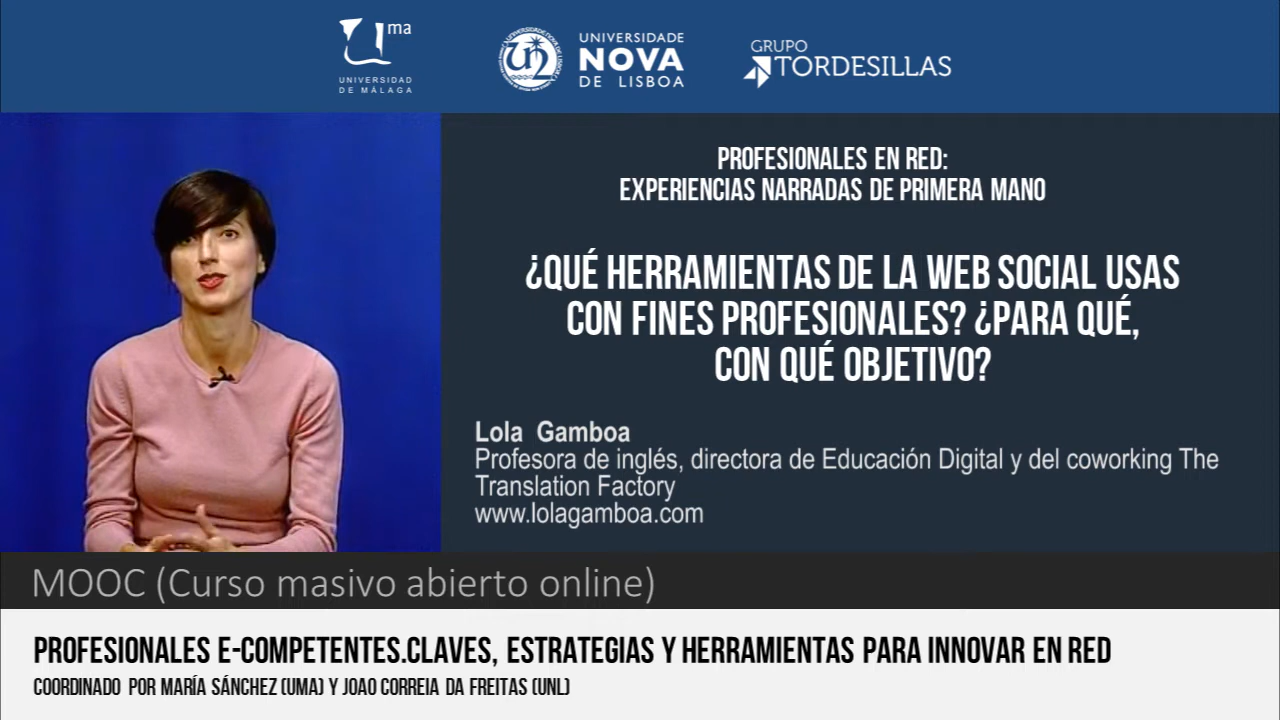 uma
UNIVERSIDAD
DE MÁLAGA
UNIVERSIDADE
NOVA
DE LISBOA
GRUPO
TORDESILLAS
PROFESIONALES EN RED:
EXPERIENCIAS NARRADAS DE PRIMERA MANO
¿QUÉ HERRAMIENTAS DE LA WEB SOCIAL USAS
CON FINES PROFESIONALES? ¿PARA QUÉ,
CON QUÉ OBJETIVO?
Lola Gamboa
Profesora de inglés, directora de Educación Digital y del coworking The
Translation Factory
www.lolagamboa.com
MOOC (Curso masivo abierto online)
PROFESIONALES E-COMPETENTES.CLAVES, ESTRATEGIAS Y HERRAMIENTAS PARA INNOVAR EN RED
COORDINADO POR MARÍA SÁNCHEZ (UMA) Y JOAO CORREIA DA FREITAS (UNL)